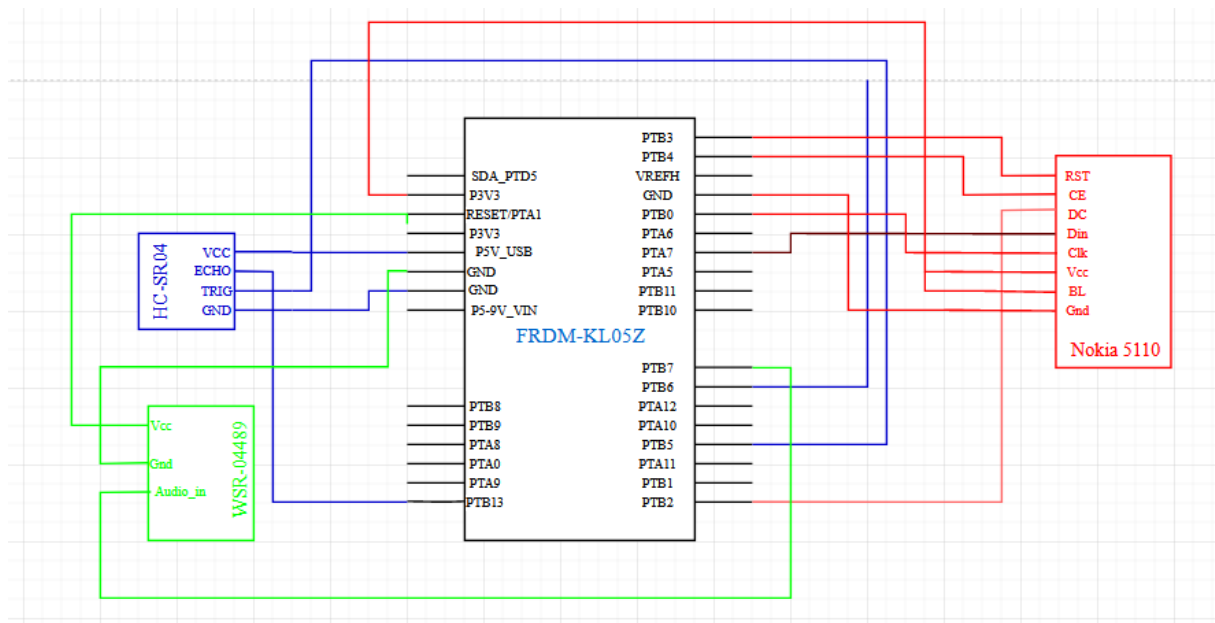 SDA_PTD5
P3V3
RESET/PTA1
P3V3
P5V_USB
GND
GND
P5-9V_VIN
FRDM-KL05Z
PTB8
PTB9
PTA8
PTA0
PTA9
PTB13
PTB3
PTB4
VREFH
GND
PTB0
PTA6
PTA7
PTA5
PTB11
PTB10
PTB7
PTB6
PTA12
PTA10
PTB5
PTA11
PTB1
PTB2
HC-SR04
VCC
ECHO
TRIG
GND
Vcc
Gnd
Audio_in
WSR-04489
RST
CE
DC
Din
Clk
Vcc
BL
Gnd
Nokia 5110